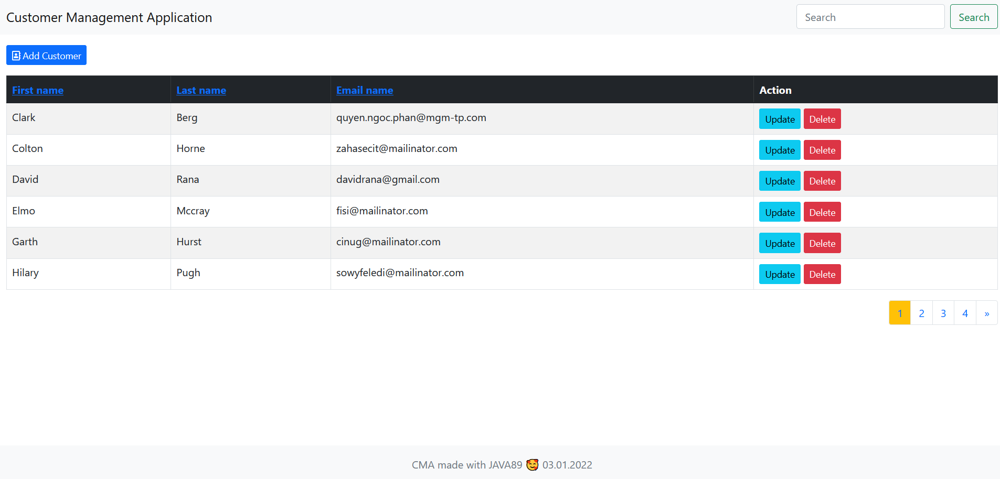 Customer Management Application Search Search
Add Customer
First name Last name Email name Action
Clark Berg quyen.ngoc.phan@mgm-tp.com Update Delete
Colton Horne zahasecit@mailinator.com Update Delete
David Rana davidrana@gmail.com Update Delete
Elmo Mccray fisi@mailinator.com Update Delete
Garth Hurst cinug@mailinator.com Update Delete
Hilary Pugh sowyfeledi@mailinator.com Update Delete
1 2 3 4 »
CMA made with JAVA89 🥰 03.01.2022